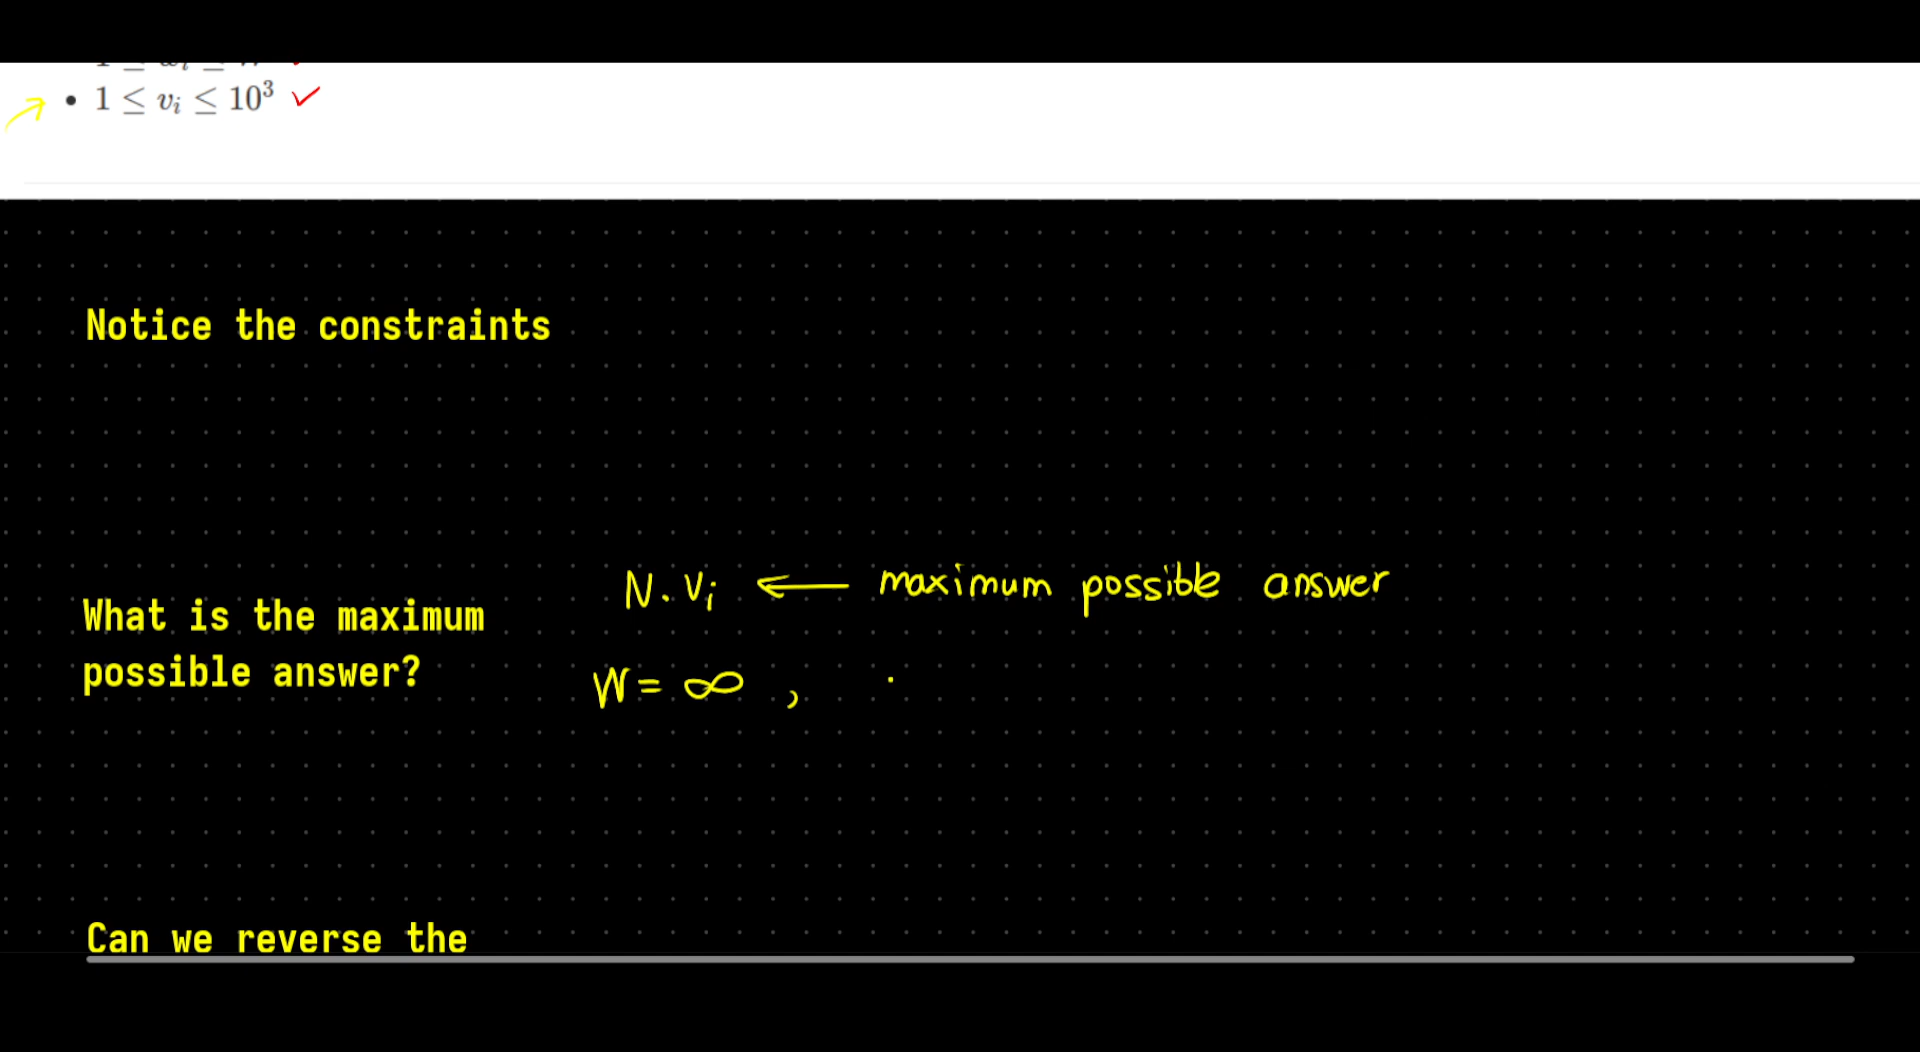 • 1 ≤ vᵢ ≤ 10³ ✓
Notice the constraints
What is the maximum
possible answer?
N.vᵢ ← maximum possible answer
W = ∞ ,
Can we reverse the